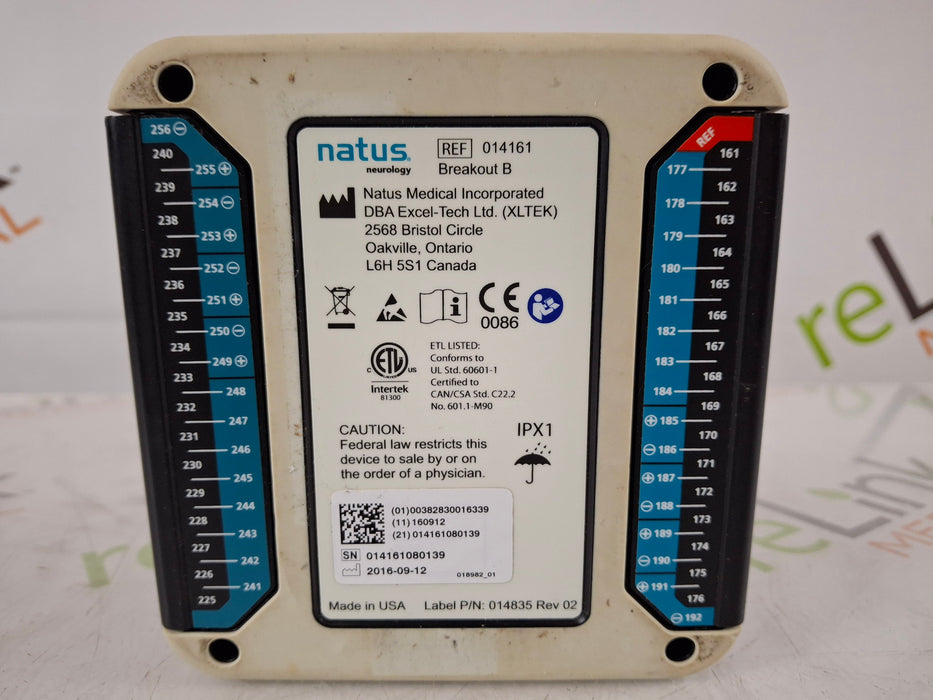 256 ⊖
240
255 ⊕
239
254 ⊖
238
253 ⊕
237
252 ⊖
236
251 ⊕
235
250 ⊖
234
249 ⊕
233
248
232
247
231
246
230
245
229
244
228
243
227
242
226
241
225
natus
neurology
REF 014161
Breakout B
Natus Medical Incorporated
DBA Excel-Tech Ltd. (XLTEK)
2568 Bristol Circle
Oakville, Ontario
L6H 5S1 Canada
CE
0086
ETL
C US
Intertek
81300
ETL LISTED:
Conforms to
UL Std. 60601-1
Certified to
CAN/CSA Std. C22.2
No. 601.1-M90
CAUTION:
Federal law restricts this
device to sale by or on
the order of a physician.
IPX1
(01)00382830016339
(11)160912
(21)014161080139
SN 014161080139
2016-09-12
018982_01
Made in USA Label P/N: 014835 Rev 02
REF
161
177
162
178
163
179
164
180
165
181
166
182
167
183
168
184
169
⊕ 185
170
⊖ 186
171
⊕ 187
172
⊖ 188
173
⊕ 189
174
⊖ 190
175
⊕ 191
176
⊖ 192
reLink
reLink
MEDICAL